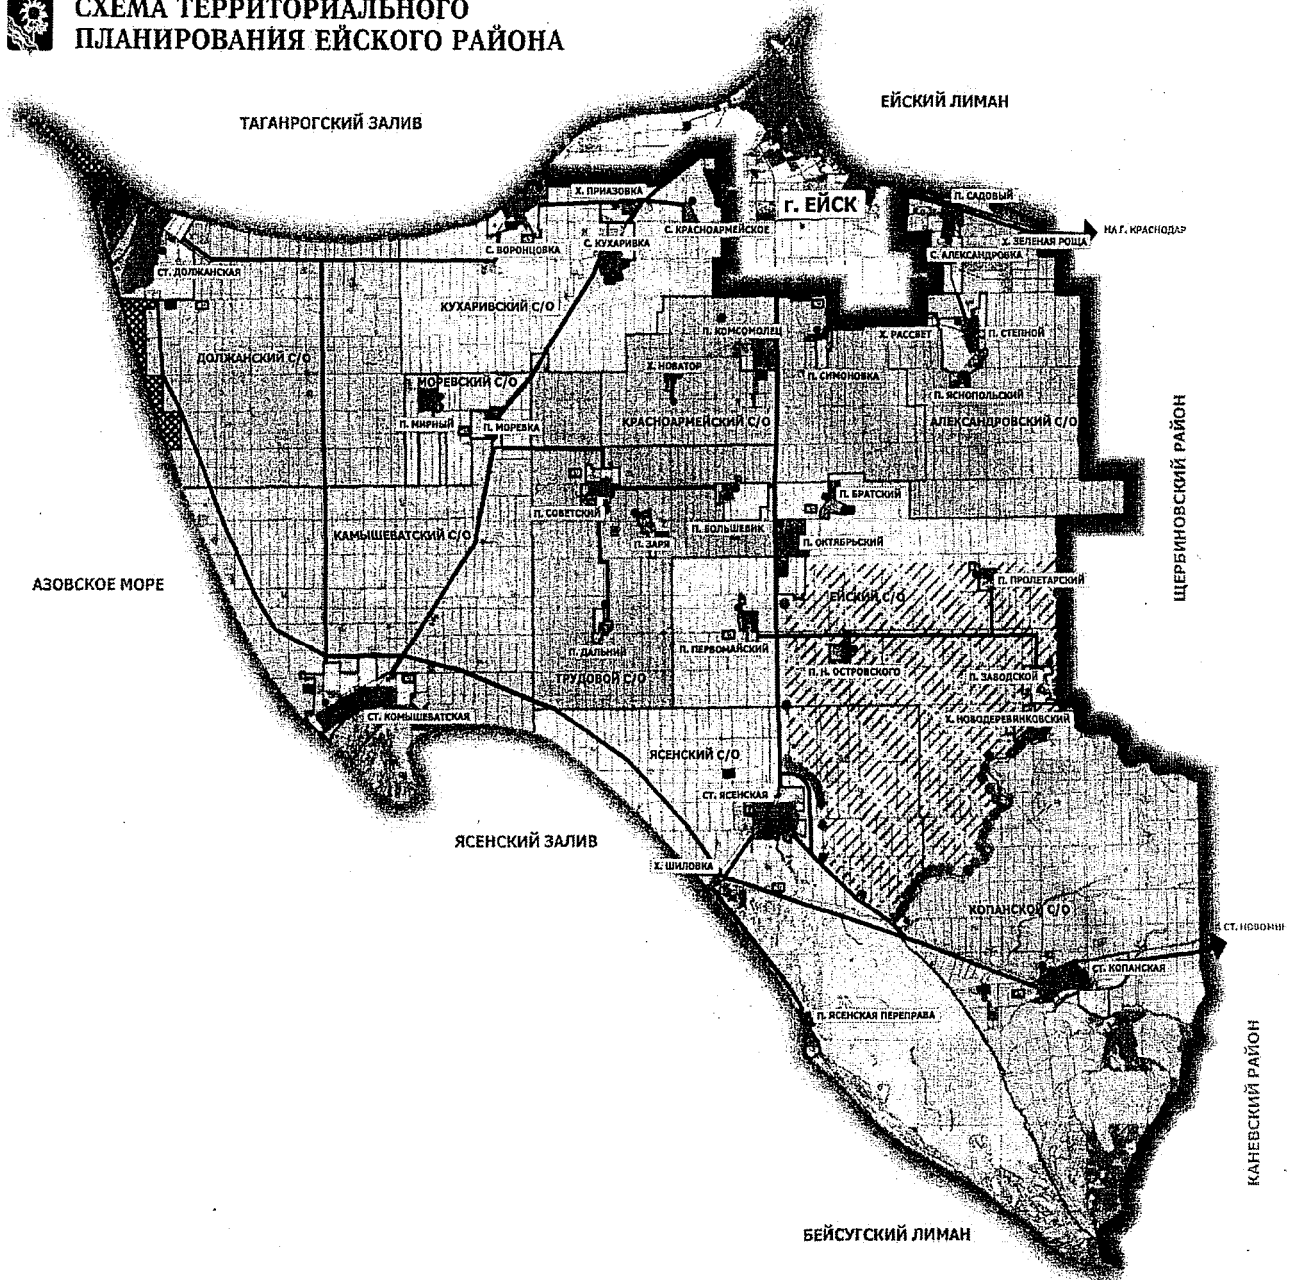 СХЕМА ТЕРРИТОРИАЛЬНОГО
ПЛАНИРОВАНИЯ ЕЙСКОГО РАЙОНА
ЕЙСКИЙ ЛИМАН
ТАГАНРОГСКИЙ ЗАЛИВ
Х. ПРИАЗОВКА
П. САДОВЫЙ
г. ЕЙСК
С. КРАСНОАРМЕЙСКОЕ
НА Г. КРАСНОДАР
С. ВОРОНЦОВКА
С. КУХАРИВКА
Х. ЗЕЛЕНАЯ РОЩА
С. АЛЕКСАНДРОВКА
СТ. ДОЛЖАНСКАЯ
КУХАРИВСКИЙ С/О
П. КОМСОМОЛЕЦ
Х. РАССВЕТ
П. СТЕПНОЙ
ДОЛЖАНСКИЙ С/О
Х. НОВАТОР
П. СИМОНОВКА
МОРЕВСКИЙ С/О
П. ЯСНОПОЛЬСКИЙ
П. МИРНЫЙ
П. МОРЕВКА
КРАСНОАРМЕЙСКИЙ С/О
АЛЕКСАНДРОВСКИЙ С/О
ЩЕРБИНОВСКИЙ РАЙОН
П. БРАТСКИЙ
П. СОВЕТСКИЙ
П. БОЛЬШЕВИК
КАМЫШЕВАТСКИЙ С/О
П. ЗАРЯ
П. ОКТЯБРЬСКИЙ
АЗОВСКОЕ МОРЕ
П. ПРОЛЕТАРСКИЙ
ЕЙСКИЙ С/О
П. ДАЛЬНИЙ
П. ПЕРВОМАЙСКИЙ
П. Н. ОСТРОВСКОГО
П. ЗАВОДСКОЙ
ТРУДОВОЙ С/О
СТ. КОМЫШЕВАТСКАЯ
Х. НОВОДЕРЕВЯНКОВСКИЙ
ЯСЕНСКИЙ С/О
СТ. ЯСЕНСКАЯ
ЯСЕНСКИЙ ЗАЛИВ
Х. ШИЛОВКА
КОПАНСКОЙ С/О
СТ. КОПАНСКАЯ
П. ЯСЕНСКАЯ ПЕРЕПРАВА
КАНЕВСКИЙ РАЙОН
БЕЙСУГСКИЙ ЛИМАН